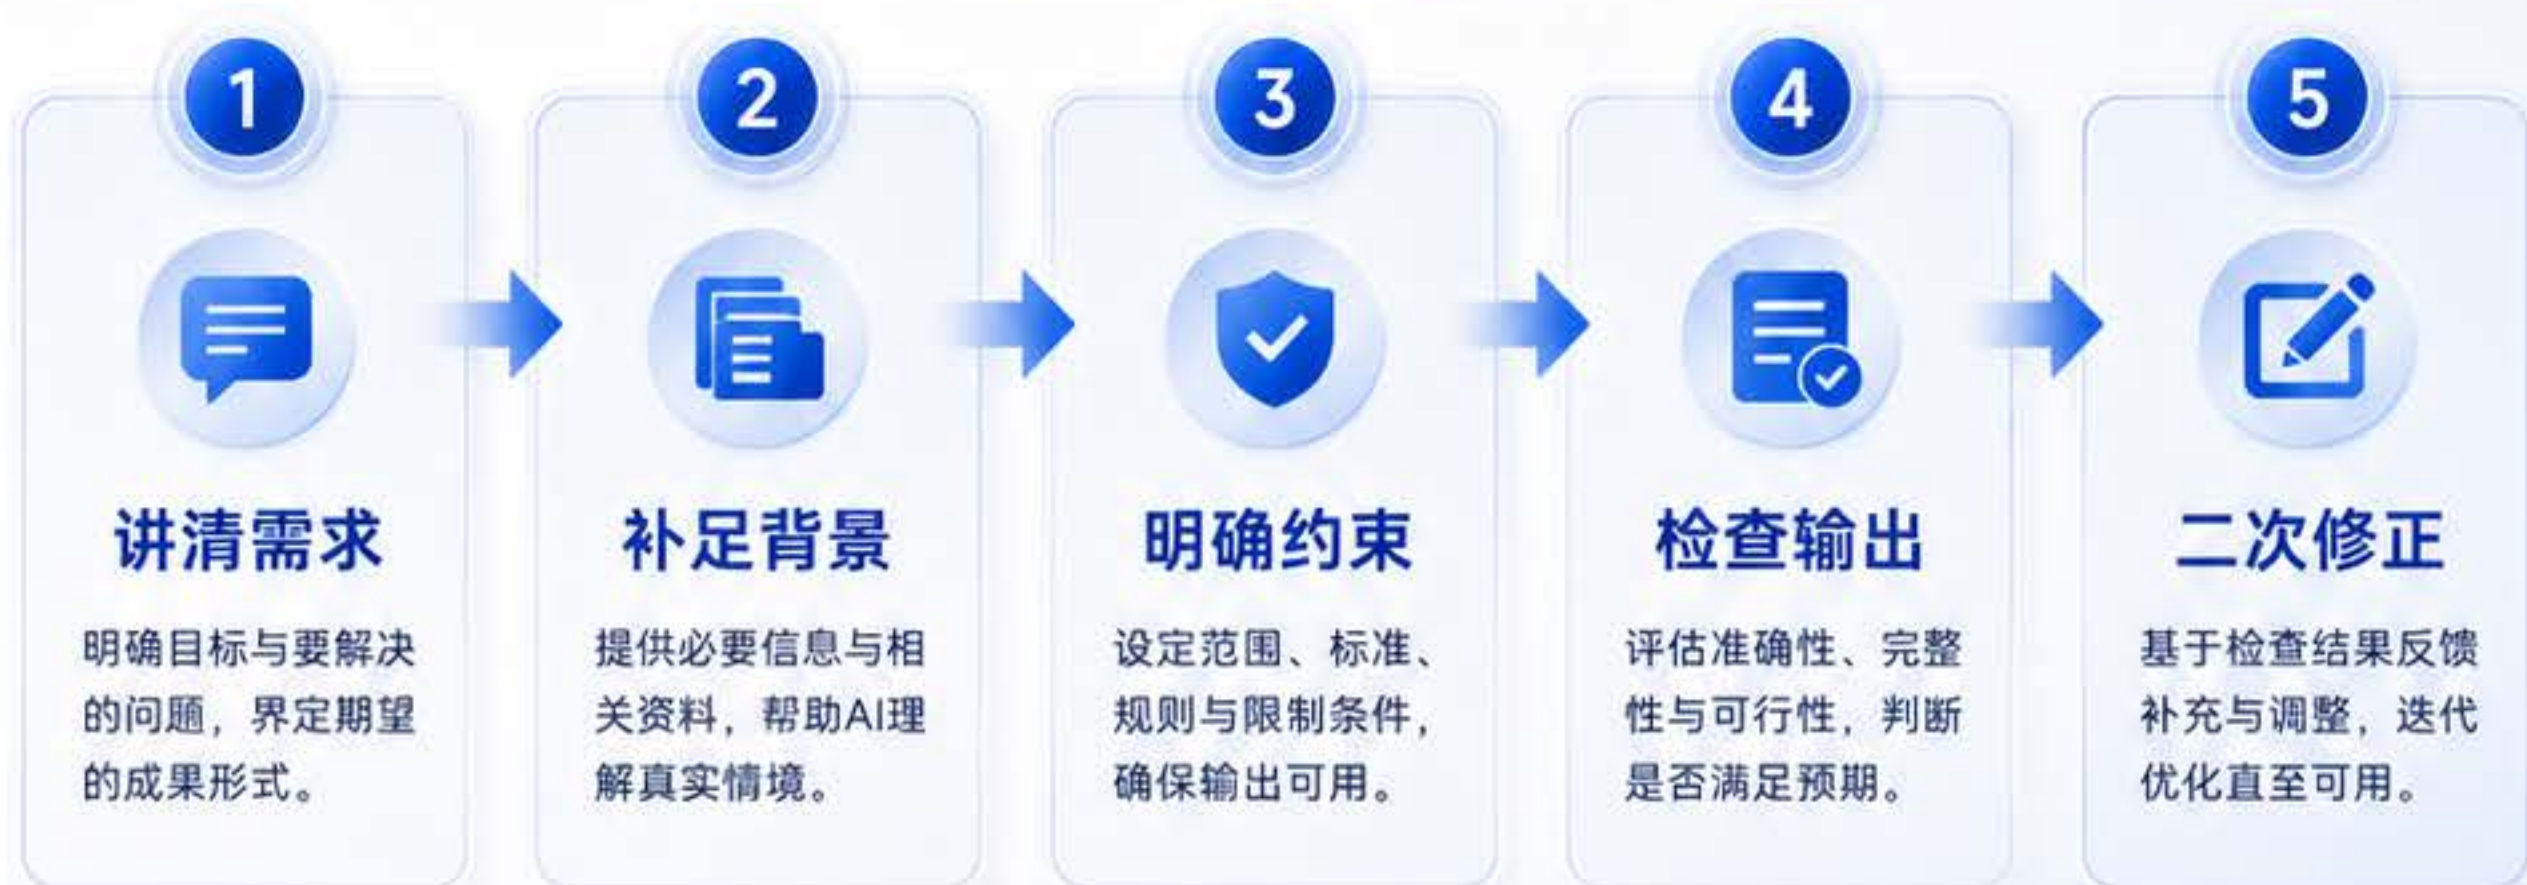 1
讲清需求
明确目标与要解决
的问题，界定期望
的成果形式。
2
补足背景
提供必要信息与相
关资料，帮助AI理
解真实情境。
3
明确约束
设定范围、标准、
规则与限制条件，
确保输出可用。
4
检查输出
评估准确性、完整
性与可行性，判断
是否满足预期。
5
二次修正
基于检查结果反馈
补充与调整，迭代
优化直至可用。